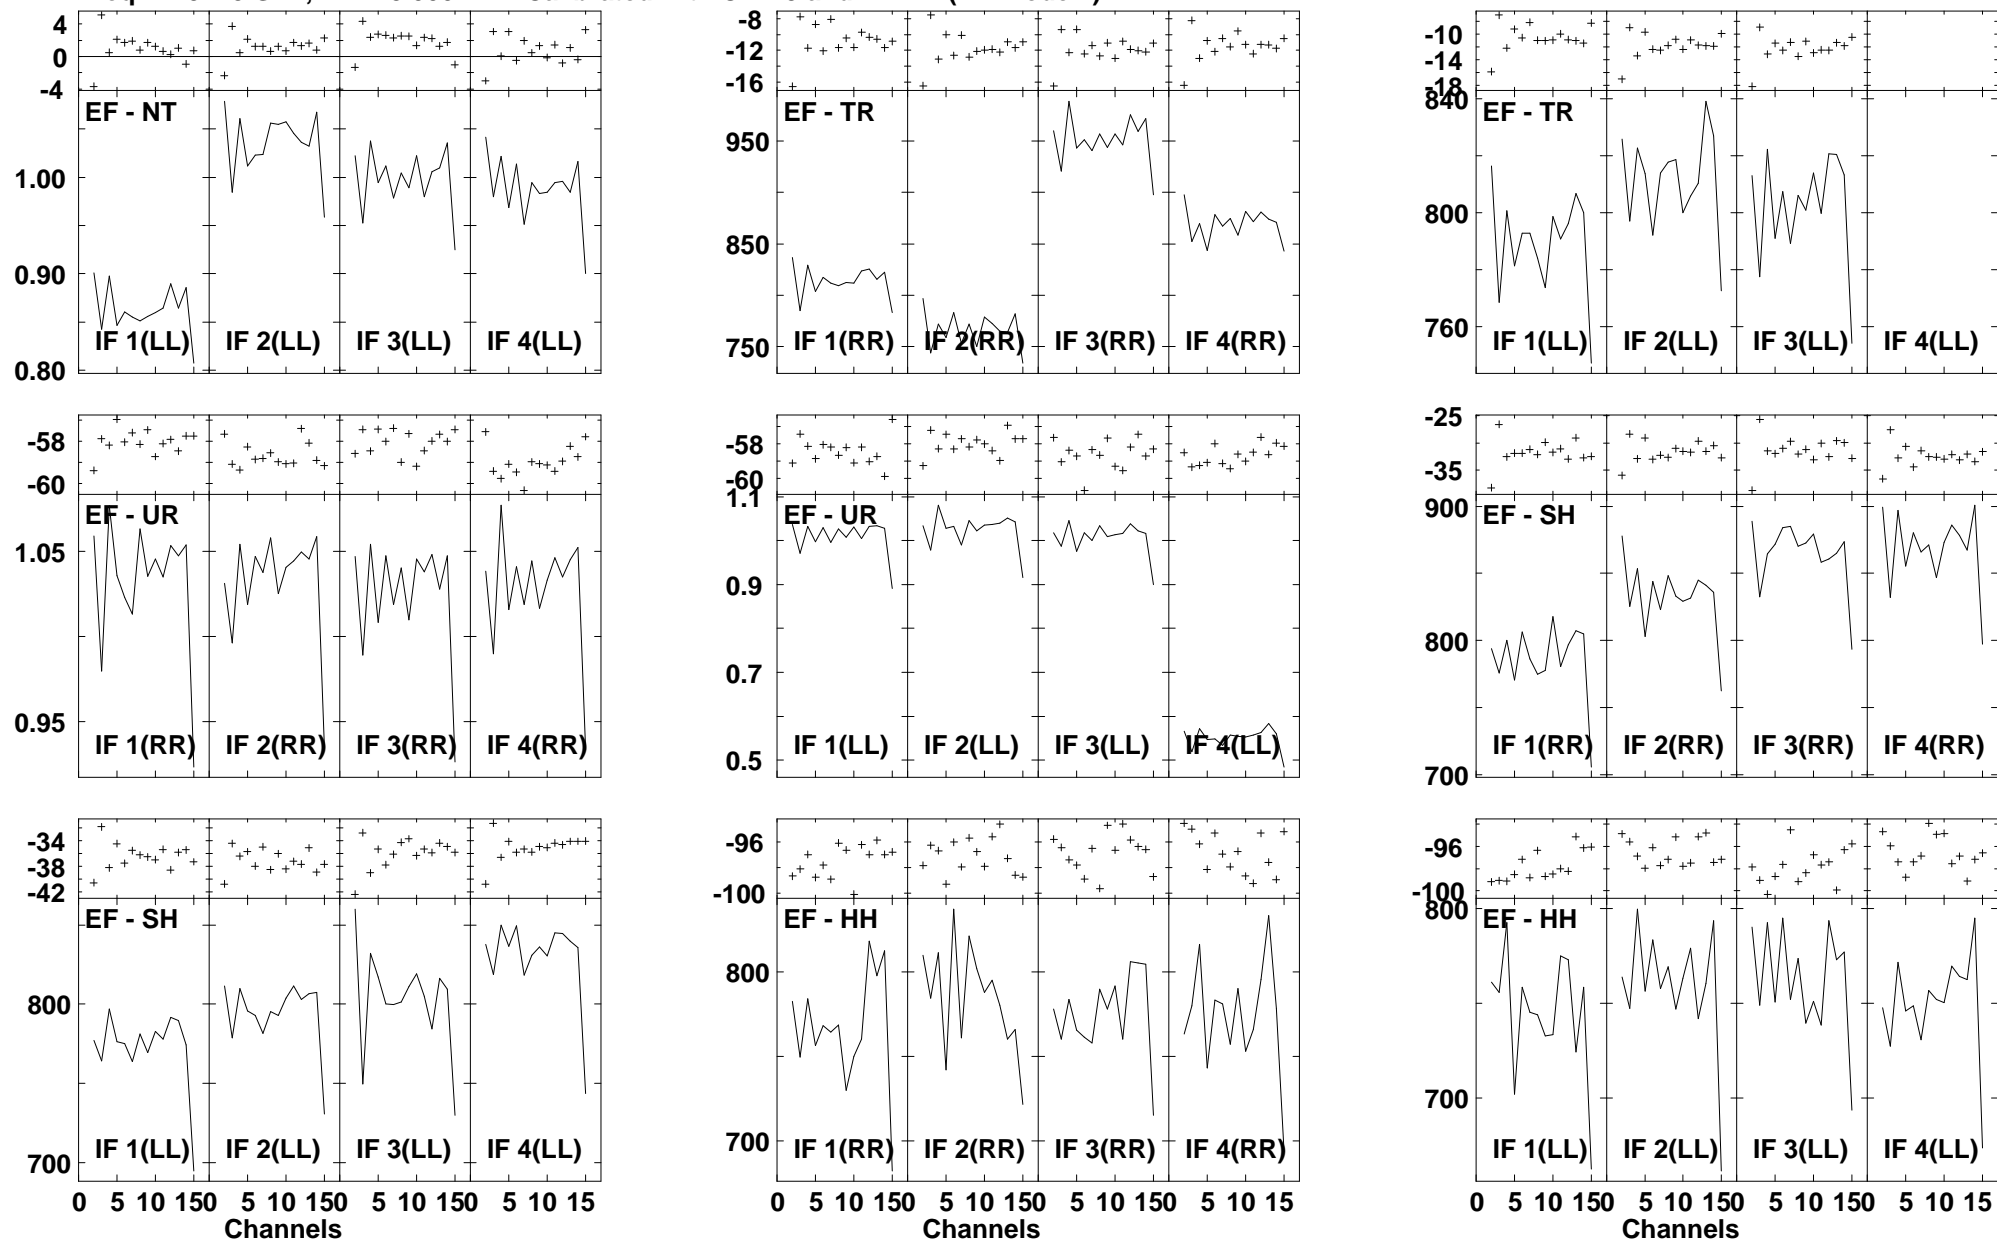 4
0
-4
EF - NT
1.00
0.90
0.80
IF 1(LL) IF 2(LL) IF 3(LL) IF 4(LL)
-8
-12
-16
EF - TR
950
850
750
IF 1(RR) IF 2(RR) IF 3(RR) IF 4(RR)
-10
-14
-18
840
EF - TR
800
760
IF 1(LL) IF 2(LL) IF 3(LL) IF 4(LL)
-58
-60
EF - UR
1.05
0.95
IF 1(RR) IF 2(RR) IF 3(RR) IF 4(RR)
-58
-60
1.1
EF - UR
0.9
0.7
0.5
IF 1(LL) IF 2(LL) IF 3(LL) IF 4(LL)
-25
-35
900
EF - SH
800
700
IF 1(RR) IF 2(RR) IF 3(RR) IF 4(RR)
-34
-38
-42
EF - SH
800
700
IF 1(LL) IF 2(LL) IF 3(LL) IF 4(LL)
0 5 10 150 5 10 150 5 10 150 5 10 15
Channels
-96
-100
EF - HH
800
700
IF 1(RR) IF 2(RR) IF 3(RR) IF 4(RR)
0 5 10 150 5 10 150 5 10 150 5 10 15
Channels
-96
-100
800
EF - HH
700
IF 1(LL) IF 2(LL) IF 3(LL) IF 4(LL)
0 5 10 150 5 10 150 5 10 150 5 10 15
Channels